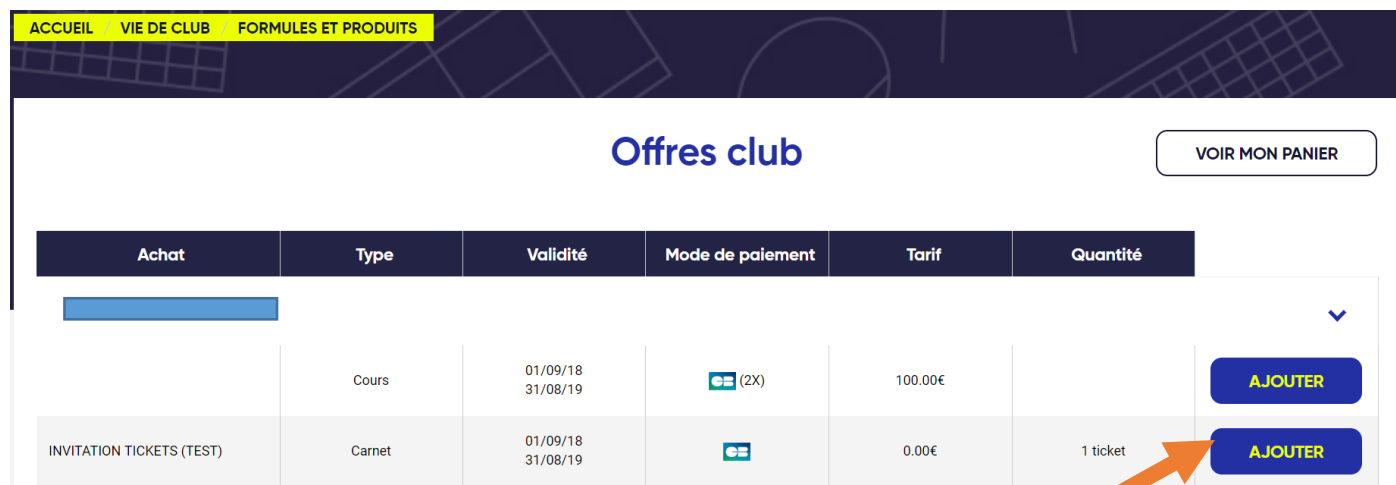 ACCUEIL / VIE DE CLUB / FORMULES ET PRODUITS
Offres club
VOIR MON PANIER
Achat Type Validité Mode de paiement Tarif Quantité
Cours 01/09/18 CB (2X) 100.00€ AJOUTER
31/08/19
INVITATION TICKETS (TEST) Carnet 01/09/18 CB 0.00€ 1 ticket AJOUTER
31/08/19